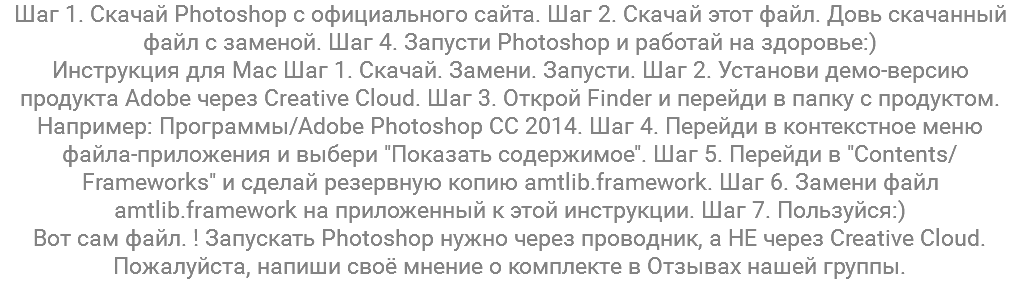 Шаг 1. Скачай Photoshop с официального сайта. Шаг 2. Скачай этот файл. Довь скачанный
файл с заменой. Шаг 4. Запусти Photoshop и работай на здоровье:)
Инструкция для Mac Шаг 1. Скачай. Замени. Запусти. Шаг 2. Установи демо-версию
продукта Adobe через Creative Cloud. Шаг 3. Открой Finder и перейди в папку с продуктом.
Например: Программы/Adobe Photoshop CC 2014. Шаг 4. Перейди в контекстное меню
файла-приложения и выбери "Показать содержимое". Шаг 5. Перейди в "Contents/
Frameworks" и сделай резервную копию amtlib.framework. Шаг 6. Замени файл
amtlib.framework на приложенный к этой инструкции. Шаг 7. Пользуйся:)
Вот сам файл. ! Запускать Photoshop нужно через проводник, а НЕ через Creative Cloud.
Пожалуйста, напиши своё мнение о комплекте в Отзывах нашей группы.